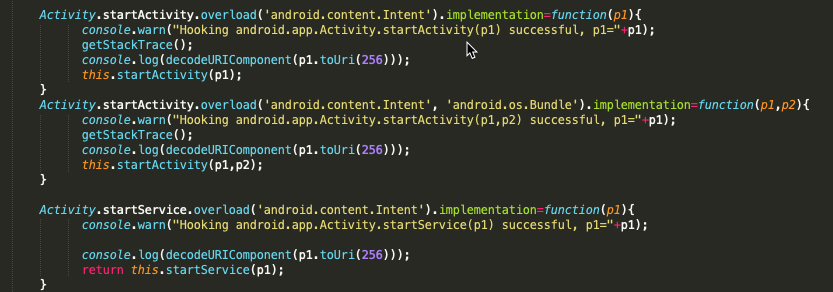 Activity.startActivity.overload('android.content.Intent').implementation=function(p1){
console.warn("Hooking android.app.Activity.startActivity(p1) successful, p1="+p1);
getStackTrace();
console.log(decodeURIComponent(p1.toUri(256)));
this.startActivity(p1);
}
Activity.startActivity.overload('android.content.Intent', 'android.os.Bundle').implementation=function(p1,p2){
console.warn("Hooking android.app.Activity.startActivity(p1,p2) successful, p1="+p1);
getStackTrace();
console.log(decodeURIComponent(p1.toUri(256)));
this.startActivity(p1,p2);
}
Activity.startService.overload('android.content.Intent').implementation=function(p1){
console.warn("Hooking android.app.Activity.startService(p1) successful, p1="+p1);
console.log(decodeURIComponent(p1.toUri(256)));
return this.startService(p1);
}